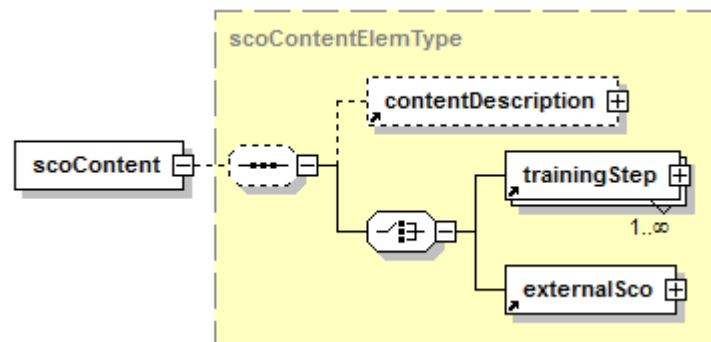 scoContentElemType
contentDescription
scoContent
trainingStep
1..∞
externalSco